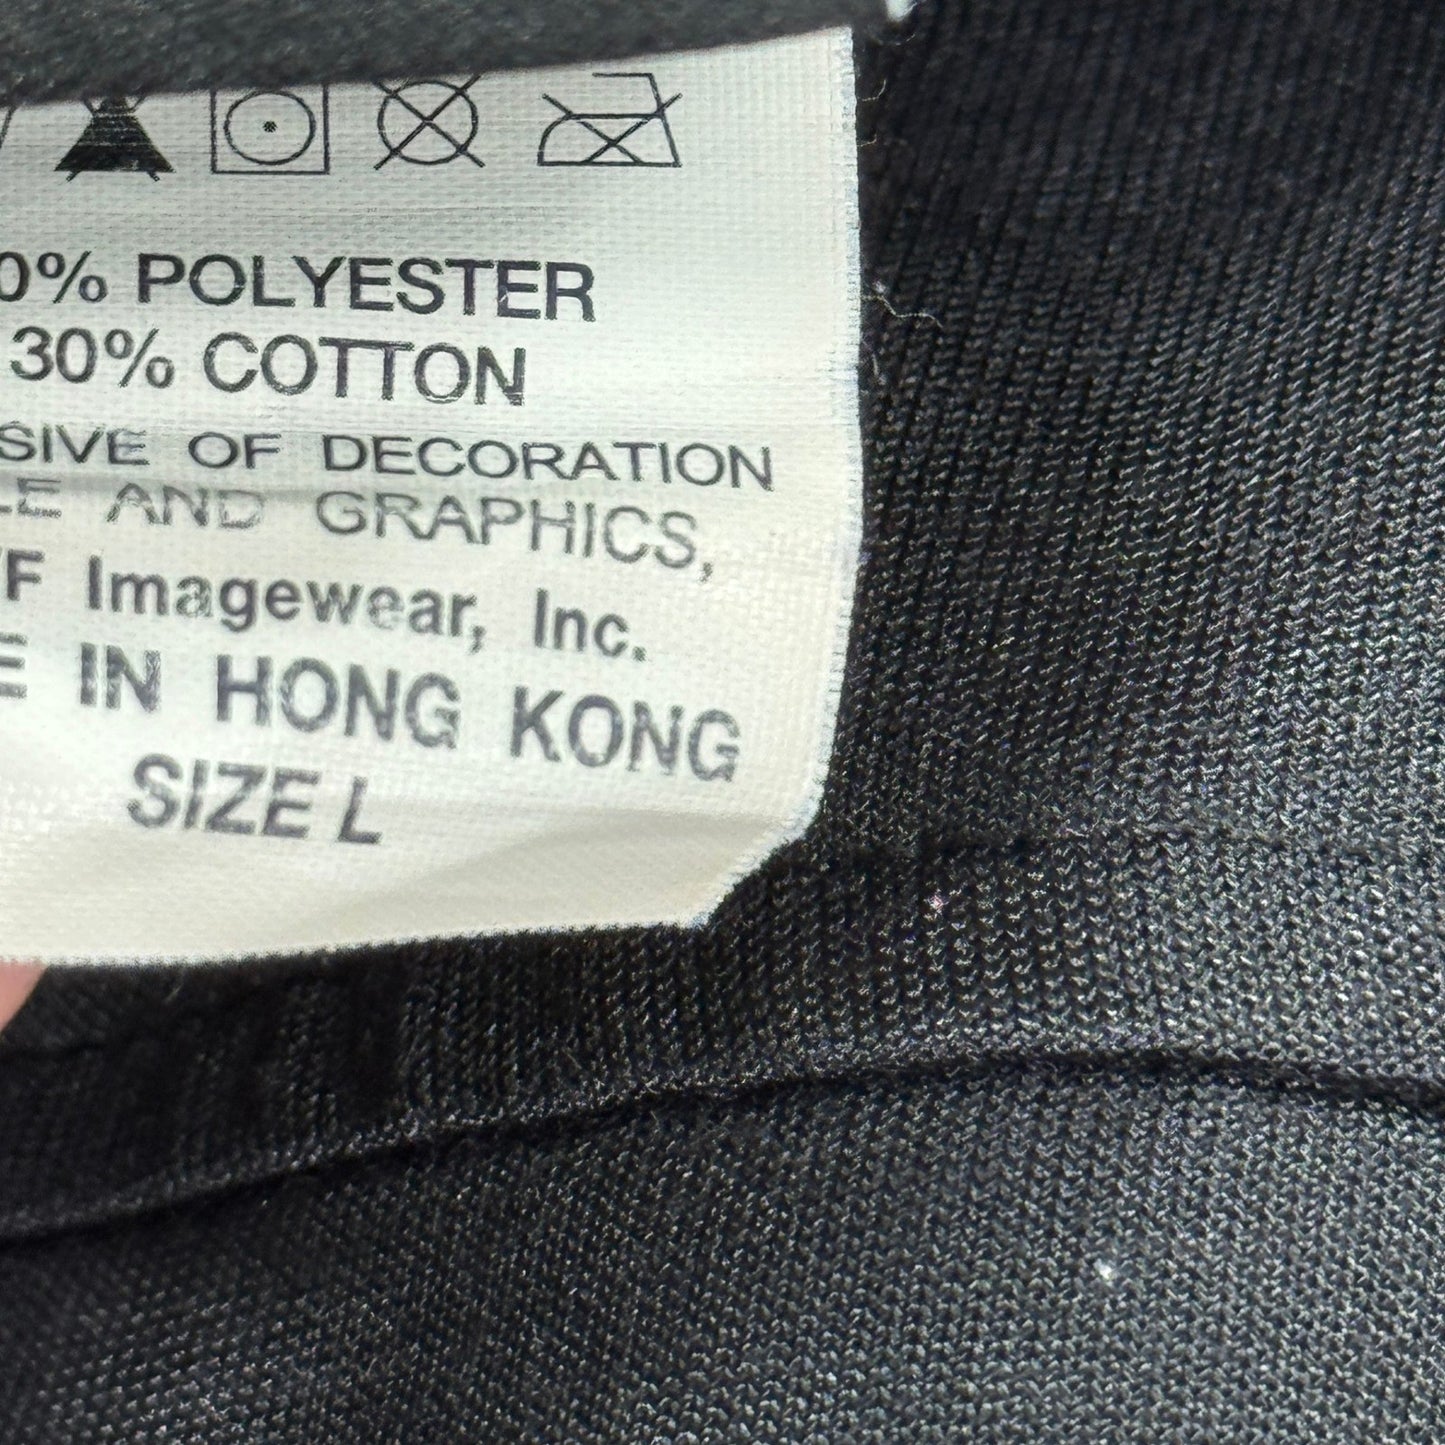 0% POLYESTER
30% COTTON
SIVE OF DECORATION
LE AND GRAPHICS,
F Imagewear, Inc.
E IN HONG KONG
SIZE L